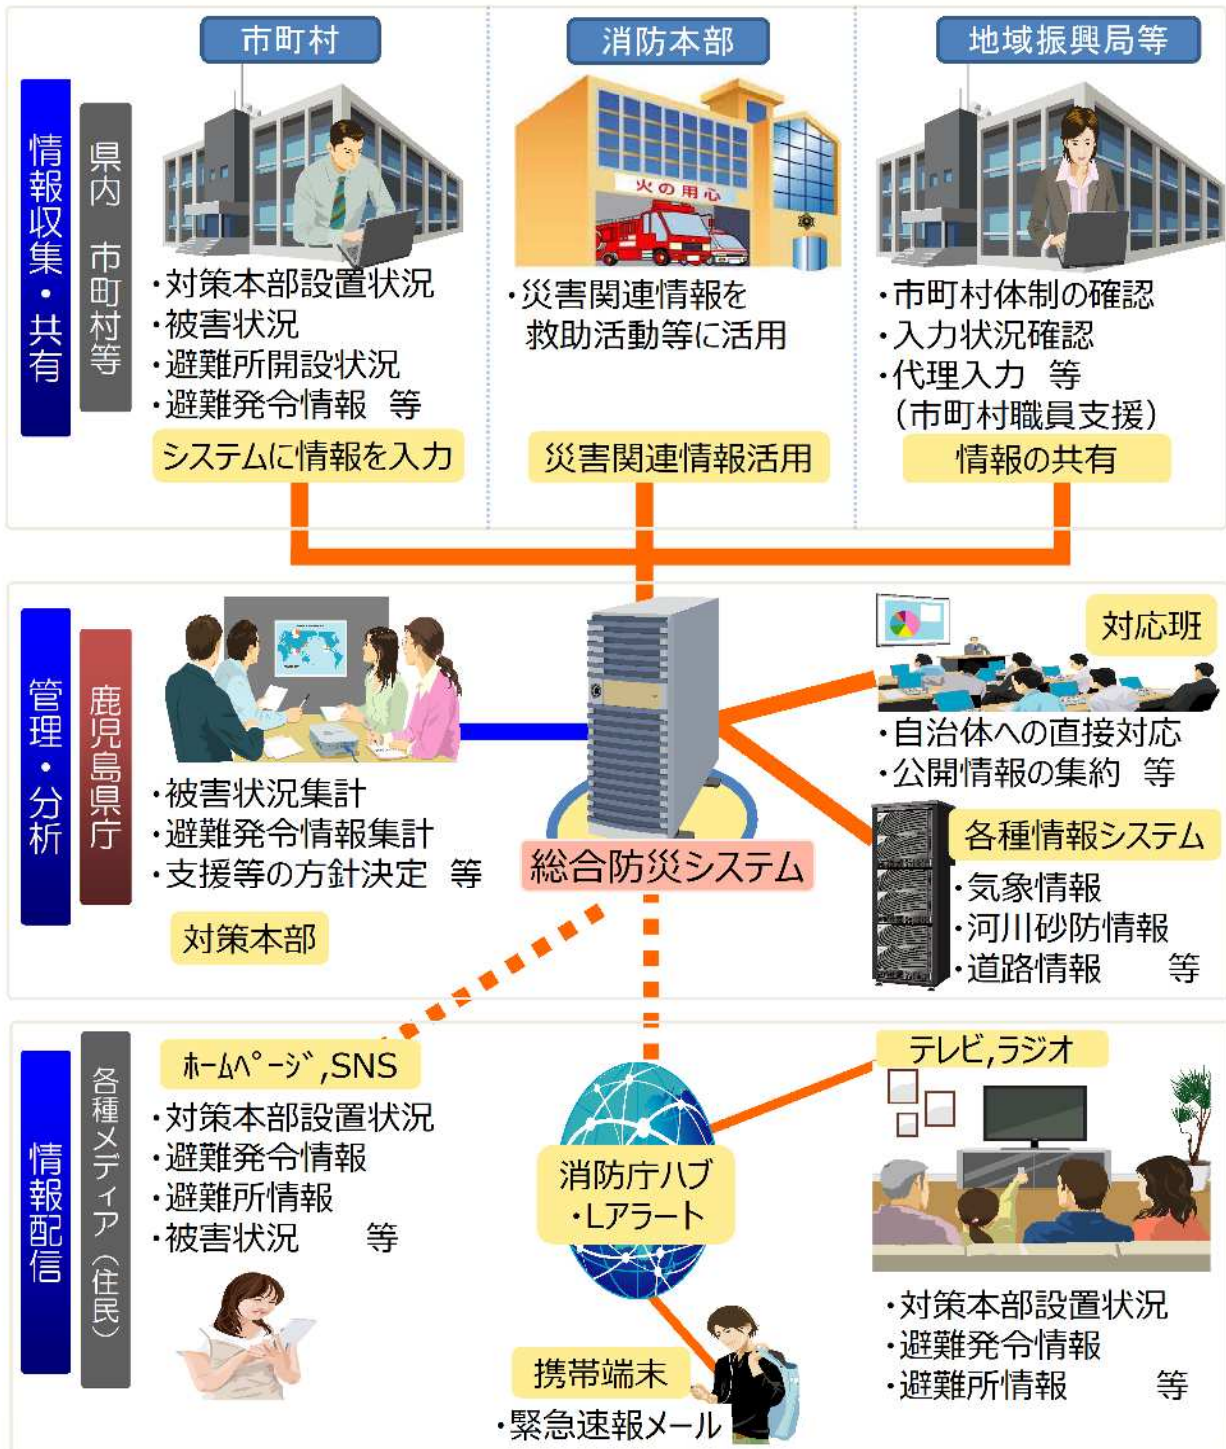 市町村
消防本部
地域振興局等
情報収集・共有
県内 市町村等
火の用心
・対策本部設置状況
・被害状況
・避難所開設状況
・避難発令情報 等
システムに情報を入力
・災害関連情報を
救助活動等に活用
災害関連情報活用
・市町村体制の確認
・入力状況確認
・代理入力 等
(市町村職員支援)
情報の共有
管理・分析
鹿児島県庁
・被害状況集計
・避難発令情報集計
・支援等の方針決定 等
対策本部
総合防災システム
対応班
・自治体への直接対応
・公開情報の集約 等
各種情報システム
・気象情報
・河川砂防情報
・道路情報 等
情報配信
各種メディア(住民)
ホームページ,SNS
・対策本部設置状況
・避難発令情報
・避難所情報
・被害状況 等
消防庁ハブ
・Lアラート
携帯端末
・緊急速報メール
テレビ,ラジオ
・対策本部設置状況
・避難発令情報
・避難所情報 等